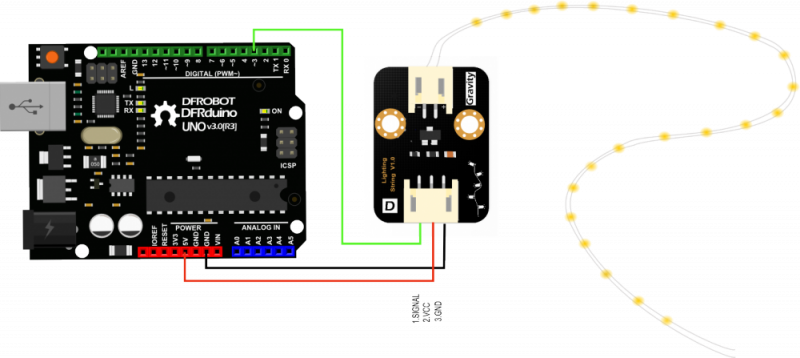 AREF
GND
13
12
~11
~10
~9
8
7
~6
~5
4
~3
2
TX 1
RX 0
DIGITAL (PWM~)
L
TX
RX
DFROBOT
DFRduino
UNO v3.0[R3]
ON
ICSP
POWER
ANALOG IN
IOREF
RESET
3V3
5V
GND
GND
VIN
A0
A1
A2
A3
A4
A5
Gravity
Lighting
String V1.0
D
1.SIGNAL
2.VCC
3.GND